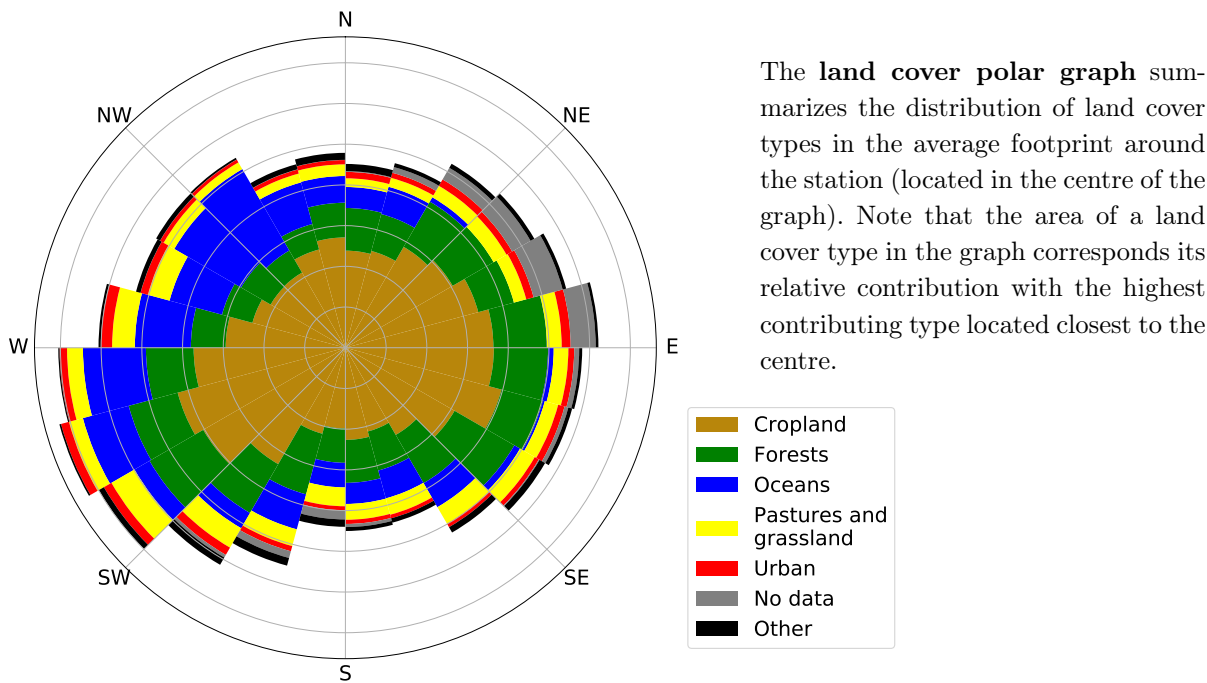 N
NW
NE
W
E
SW
SE
S
The land cover polar graph sum-
marizes the distribution of land cover
types in the average footprint around
the station (located in the centre of the
graph). Note that the area of a land
cover type in the graph corresponds its
relative contribution with the highest
contributing type located closest to the
centre.
Cropland
Forests
Oceans
Pastures and
grassland
Urban
No data
Other